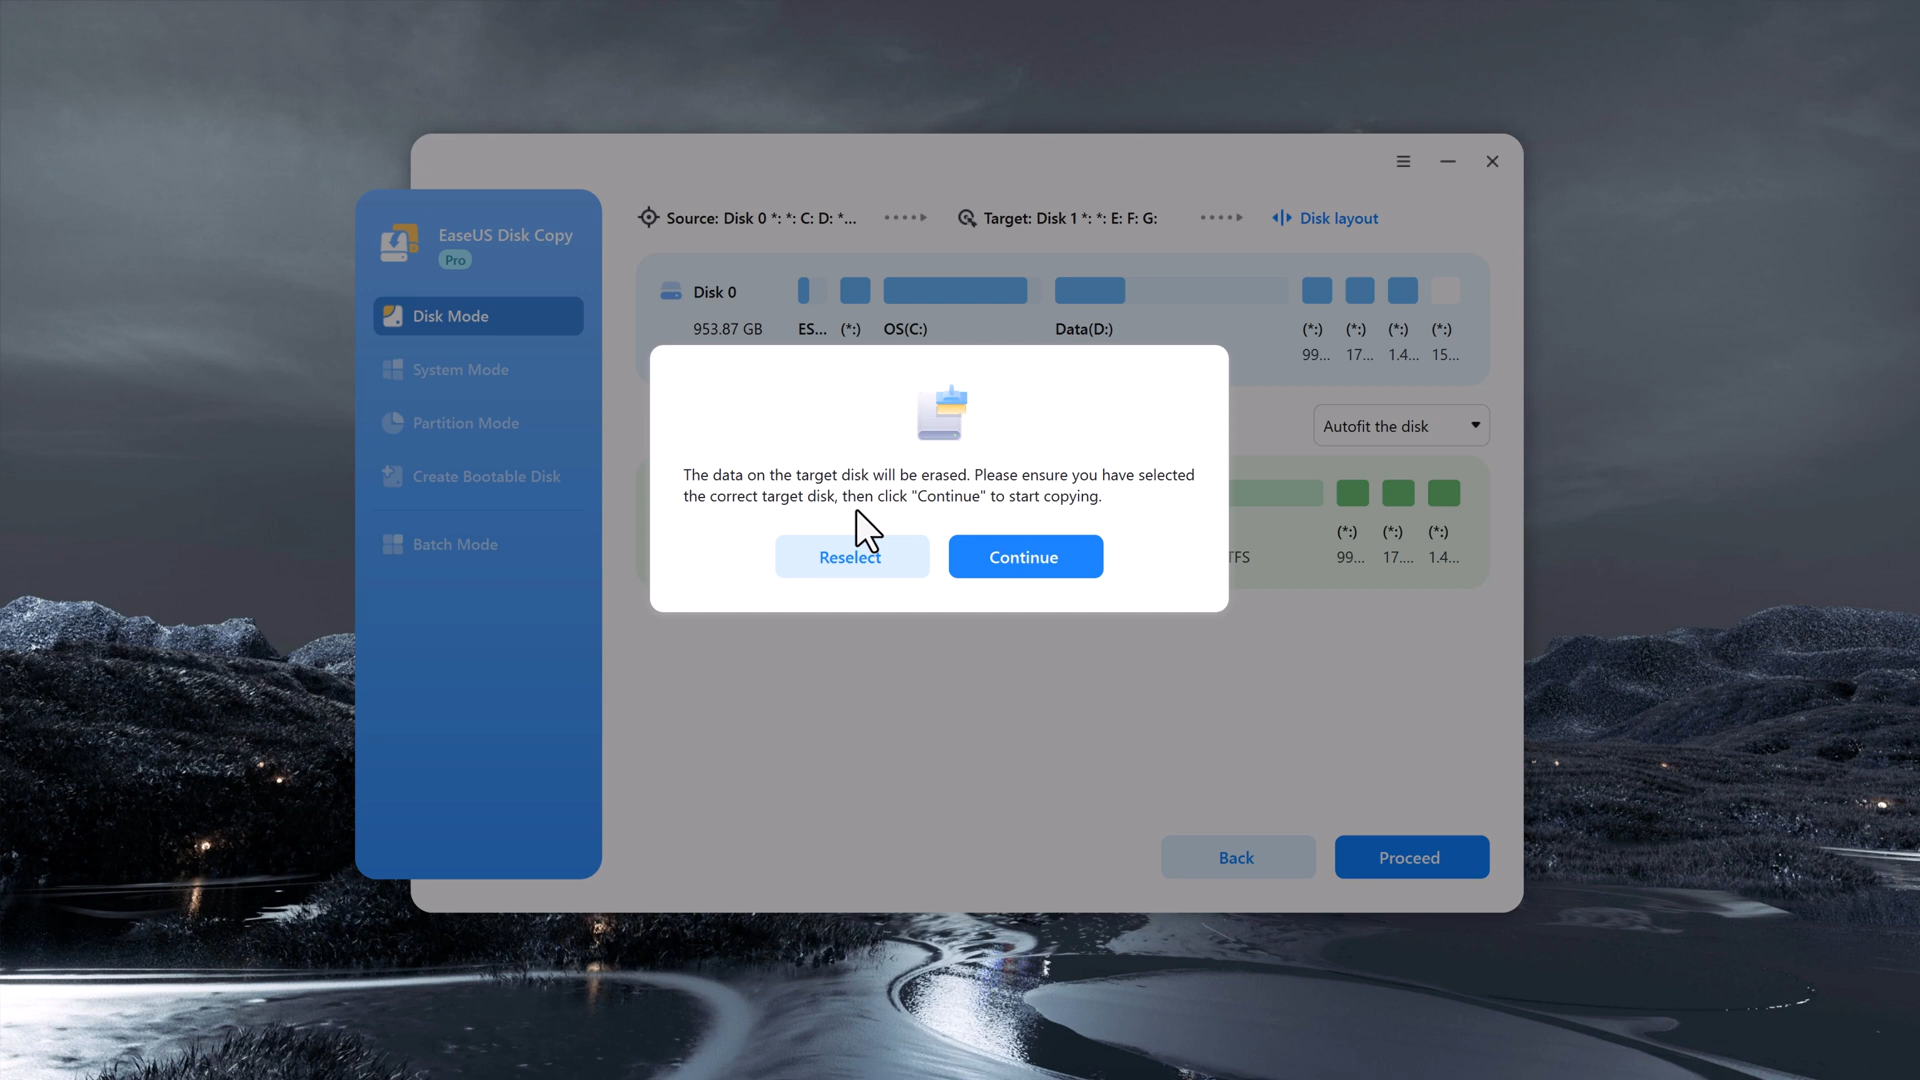 EaseUS Disk Copy
Pro
Disk Mode
System Mode
Partition Mode
Create Bootable Disk
Batch Mode
Source: Disk 0 *: *: C: D: *...
Target: Disk 1 *: *: E: F: G:
Disk layout
Disk 0
953.87 GB
ES... (*:) OS(C:) Data(D:) (*:) (*:) (*:) (*:)
99... 17... 1.4... 15...
Autofit the disk
The data on the target disk will be erased. Please ensure you have selected
the correct target disk, then click "Continue" to start copying.
Reselect
Continue
(*:) (*:) (*:)
TFS 99... 17.... 1.4...
Back
Proceed